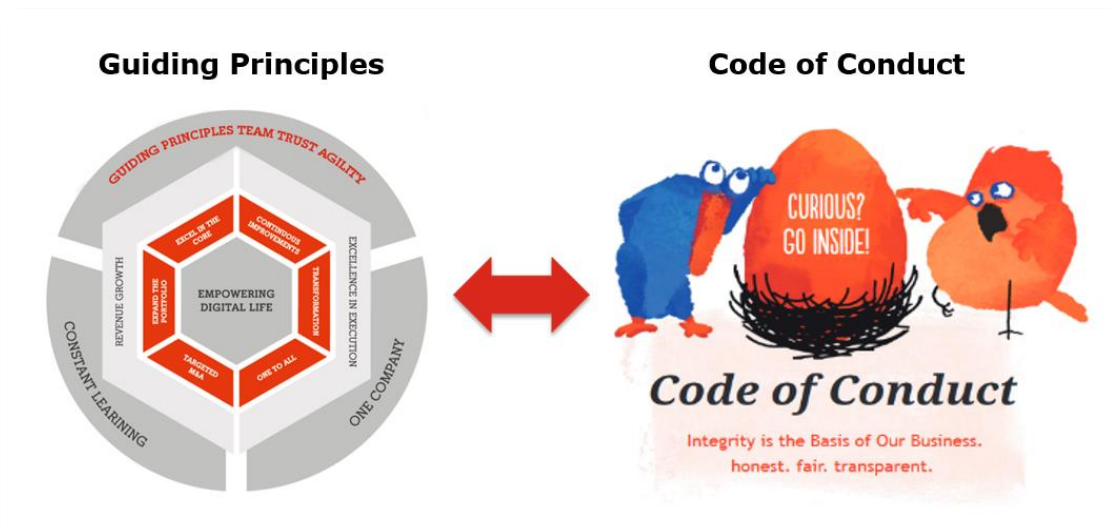 Guiding Principles
GUIDING PRINCIPLES TEAM TRUST AGILITY
REVENUE GROWTH
EXCELLENCE IN EXECUTION
EXCEL IN THE
CORE
CONTINUOUS
IMPROVEMENTS
EXPAND THE
PORTFOLIO
TRANSFORMATION
TARGETED
M&A
ONE TO ALL
EMPOWERING
DIGITAL LIFE
CONSTANT LEARINING
ONE COMPANY
Code of Conduct
CURIOUS?
GO INSIDE!
Code of Conduct
Integrity is the Basis of Our Business.
honest. fair. transparent.